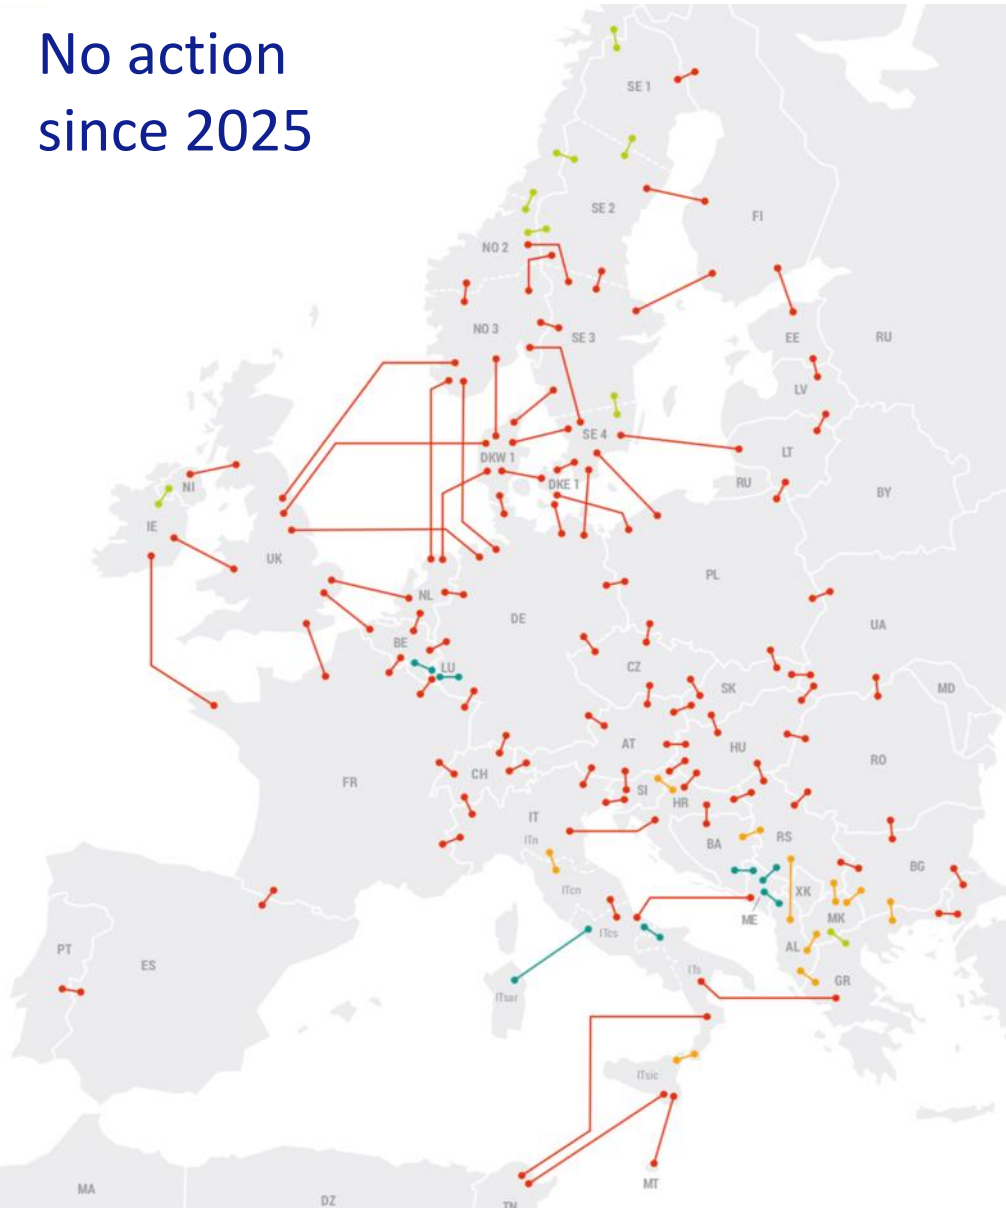 No action
since 2025
SE 1
SE 2
FI
NO 2
NO 3
SE 3
EE
RU
LV
SE 4
DKW 1
LT
DKE 1
RU
BY
NI
IE
UK
NL
PL
DE
BE
UA
LU
CZ
SK
MD
AT
HU
CH
RO
FR
SI
HR
IT
ITn
BA
RS
BG
ITcn
XK
ME
MK
ITcs
PT
AL
ES
ITs
GR
ITsar
ITsic
MT
MA
DZ
TN